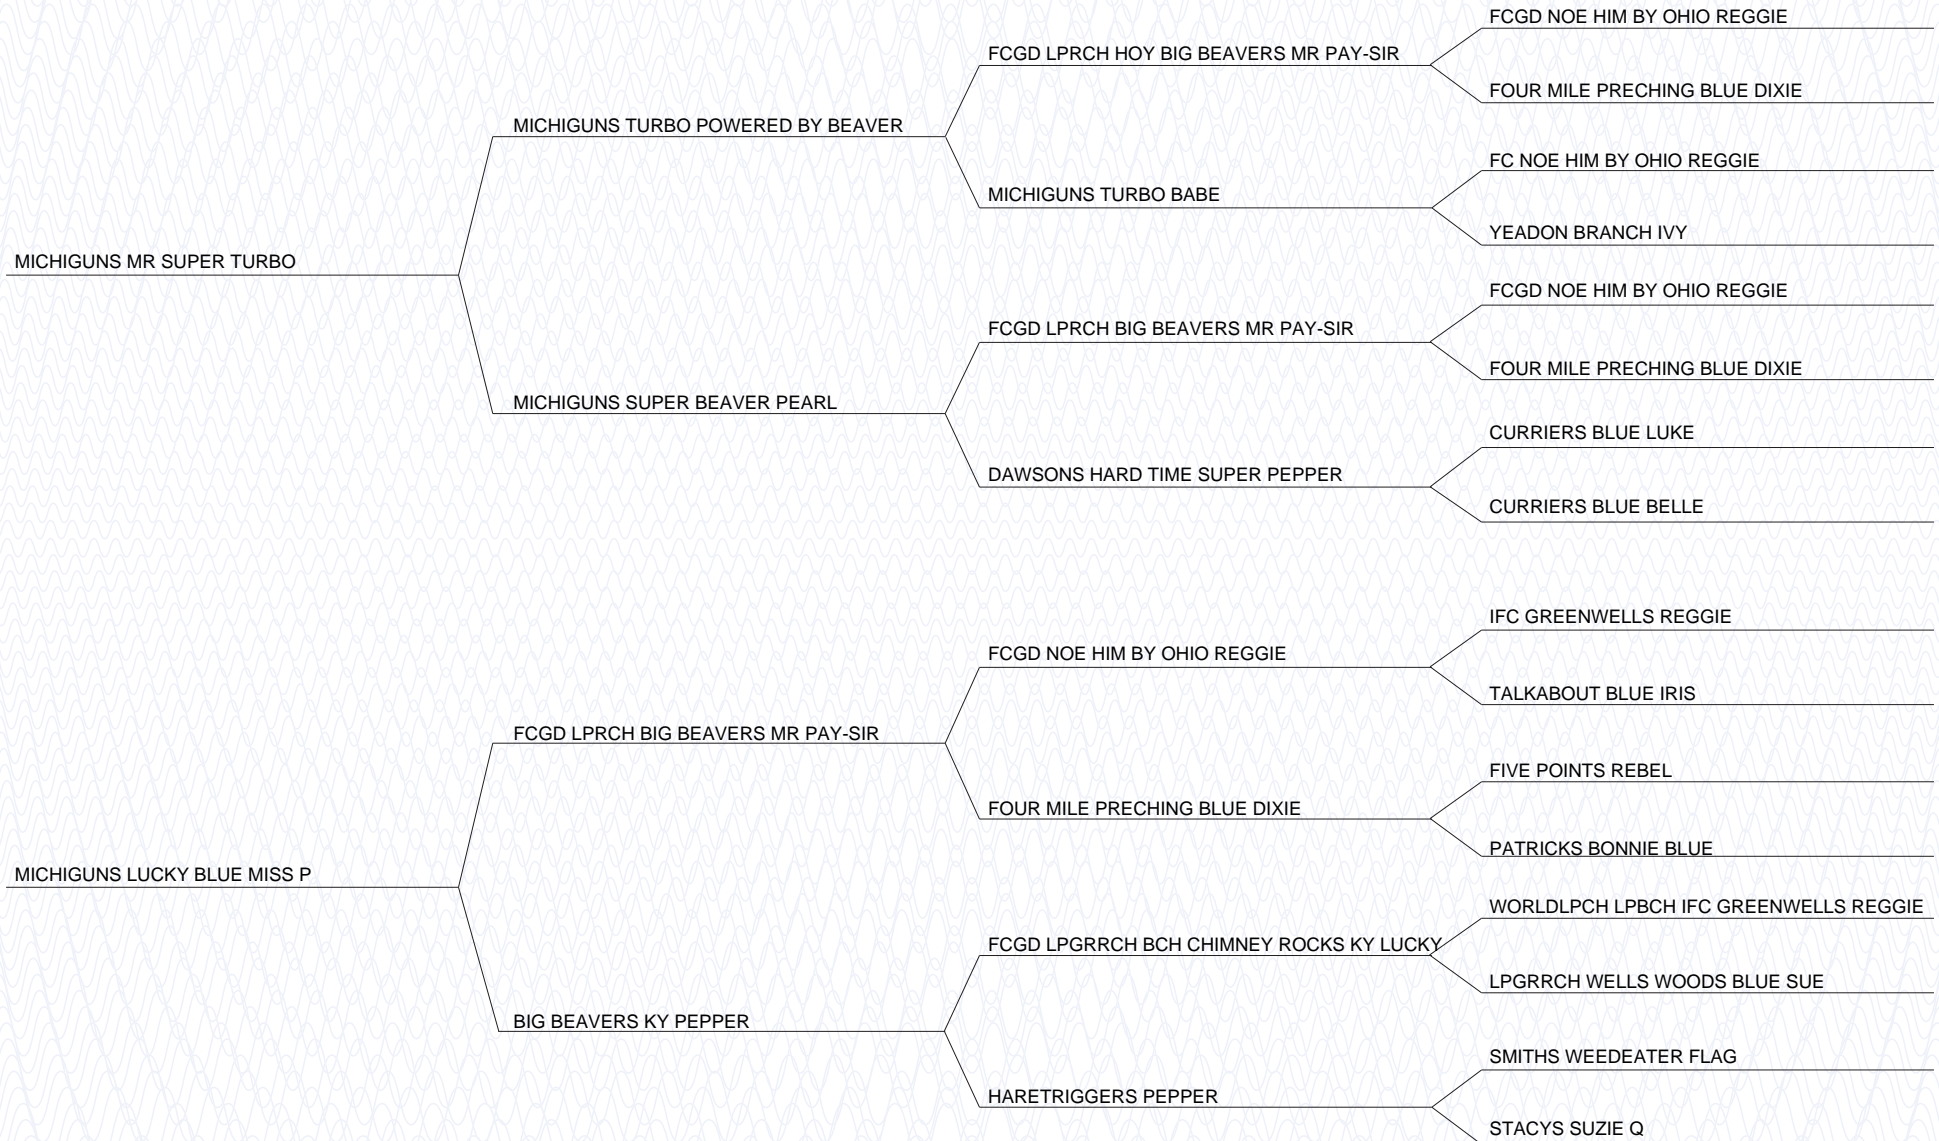 FCGD NOE HIM BY OHIO REGGIE
FCGD LPRCH HOY BIG BEAVERS MR PAY-SIR
FOUR MILE PRECHING BLUE DIXIE
MICHIGUNS TURBO POWERED BY BEAVER
FC NOE HIM BY OHIO REGGIE
MICHIGUNS TURBO BABE
YEADON BRANCH IVY
MICHIGUNS MR SUPER TURBO
FCGD NOE HIM BY OHIO REGGIE
FCGD LPRCH BIG BEAVERS MR PAY-SIR
FOUR MILE PRECHING BLUE DIXIE
MICHIGUNS SUPER BEAVER PEARL
CURRIERS BLUE LUKE
DAWSONS HARD TIME SUPER PEPPER
CURRIERS BLUE BELLE
IFC GREENWELLS REGGIE
FCGD NOE HIM BY OHIO REGGIE
TALKABOUT BLUE IRIS
FCGD LPRCH BIG BEAVERS MR PAY-SIR
FIVE POINTS REBEL
FOUR MILE PRECHING BLUE DIXIE
PATRICKS BONNIE BLUE
MICHIGUNS LUCKY BLUE MISS P
WORLDLPCH LPBCH IFC GREENWELLS REGGIE
FCGD LPGRRCH BCH CHIMNEY ROCKS KY LUCKY
LPGRRCH WELLS WOODS BLUE SUE
BIG BEAVERS KY PEPPER
SMITHS WEEDEATER FLAG
HARETRIGGERS PEPPER
STACYS SUZIE Q